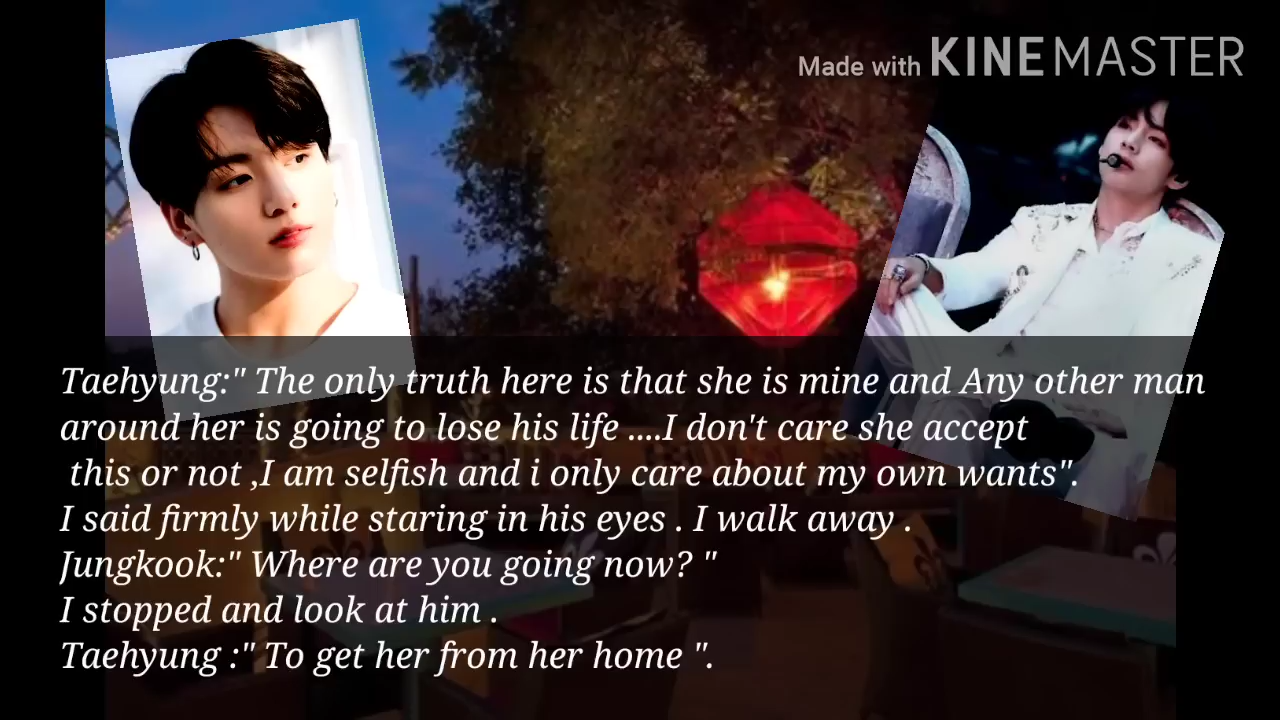 Made with KINEMASTER
Taehyung:" The only truth here is that she is mine and Any other man
around her is going to lose his life ....I don't care she accept
this or not ,I am selfish and i only care about my own wants".
I said firmly while staring in his eyes . I walk away .
Jungkook:" Where are you going now? "
I stopped and look at him .
Taehyung :" To get her from her home ".